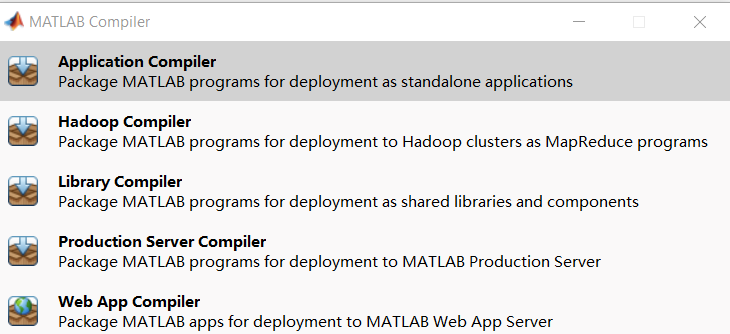 MATLAB Compiler
Application Compiler
Package MATLAB programs for deployment as standalone applications
Hadoop Compiler
Package MATLAB programs for deployment to Hadoop clusters as MapReduce programs
Library Compiler
Package MATLAB programs for deployment as shared libraries and components
Production Server Compiler
Package MATLAB programs for deployment to MATLAB Production Server
Web App Compiler
Package MATLAB apps for deployment to MATLAB Web App Server